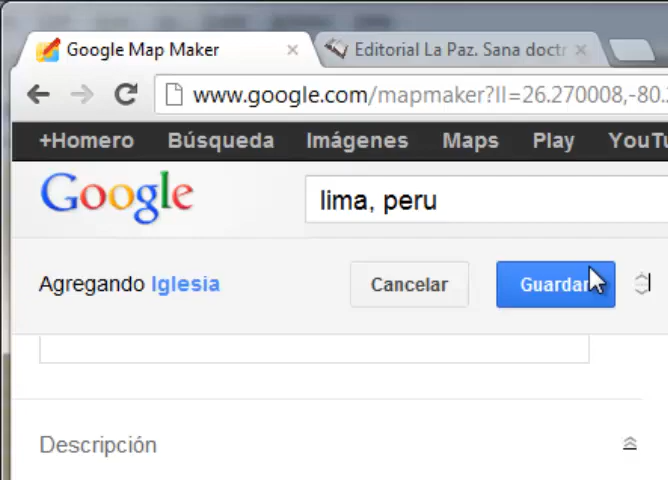 Google Map Maker
Editorial La Paz. Sana doctr
www.google.com/mapmaker?ll=26.270008,-80.
+Homero Búsqueda Imágenes Maps Play YouTu
Google
lima, peru
Agregando Iglesia Cancelar Guardar
Descripción